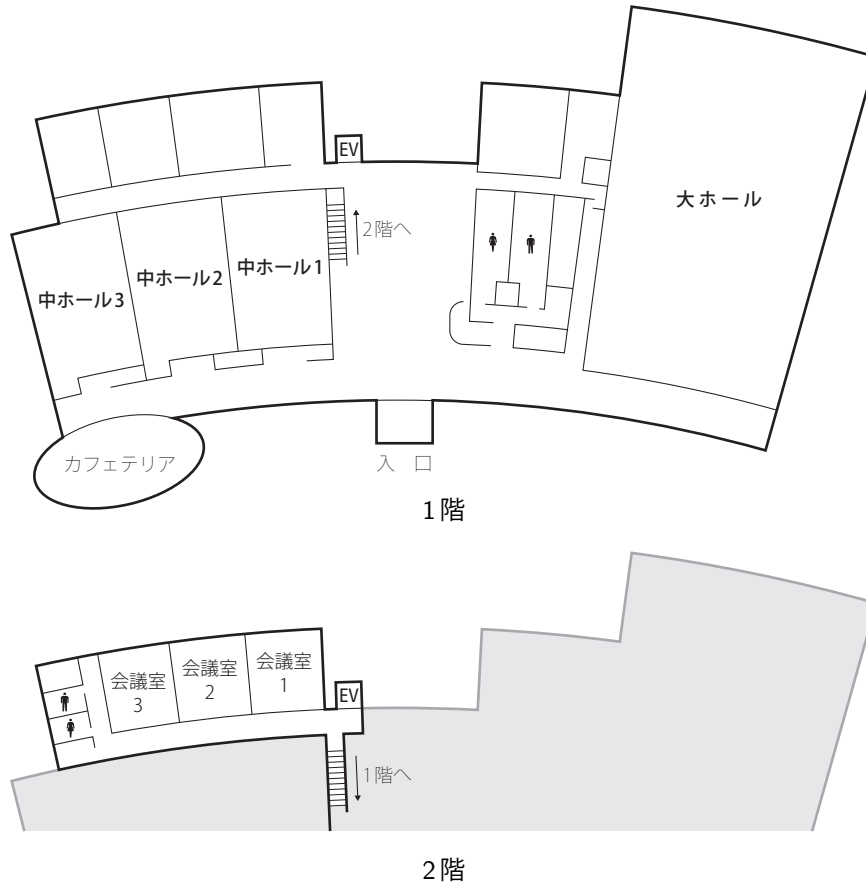 EV
大ホール
2階へ
中ホール1
中ホール2
中ホール3
カフェテリア
入 口
1階
会議室
1
会議室
2
会議室
3
EV
1階へ
2階